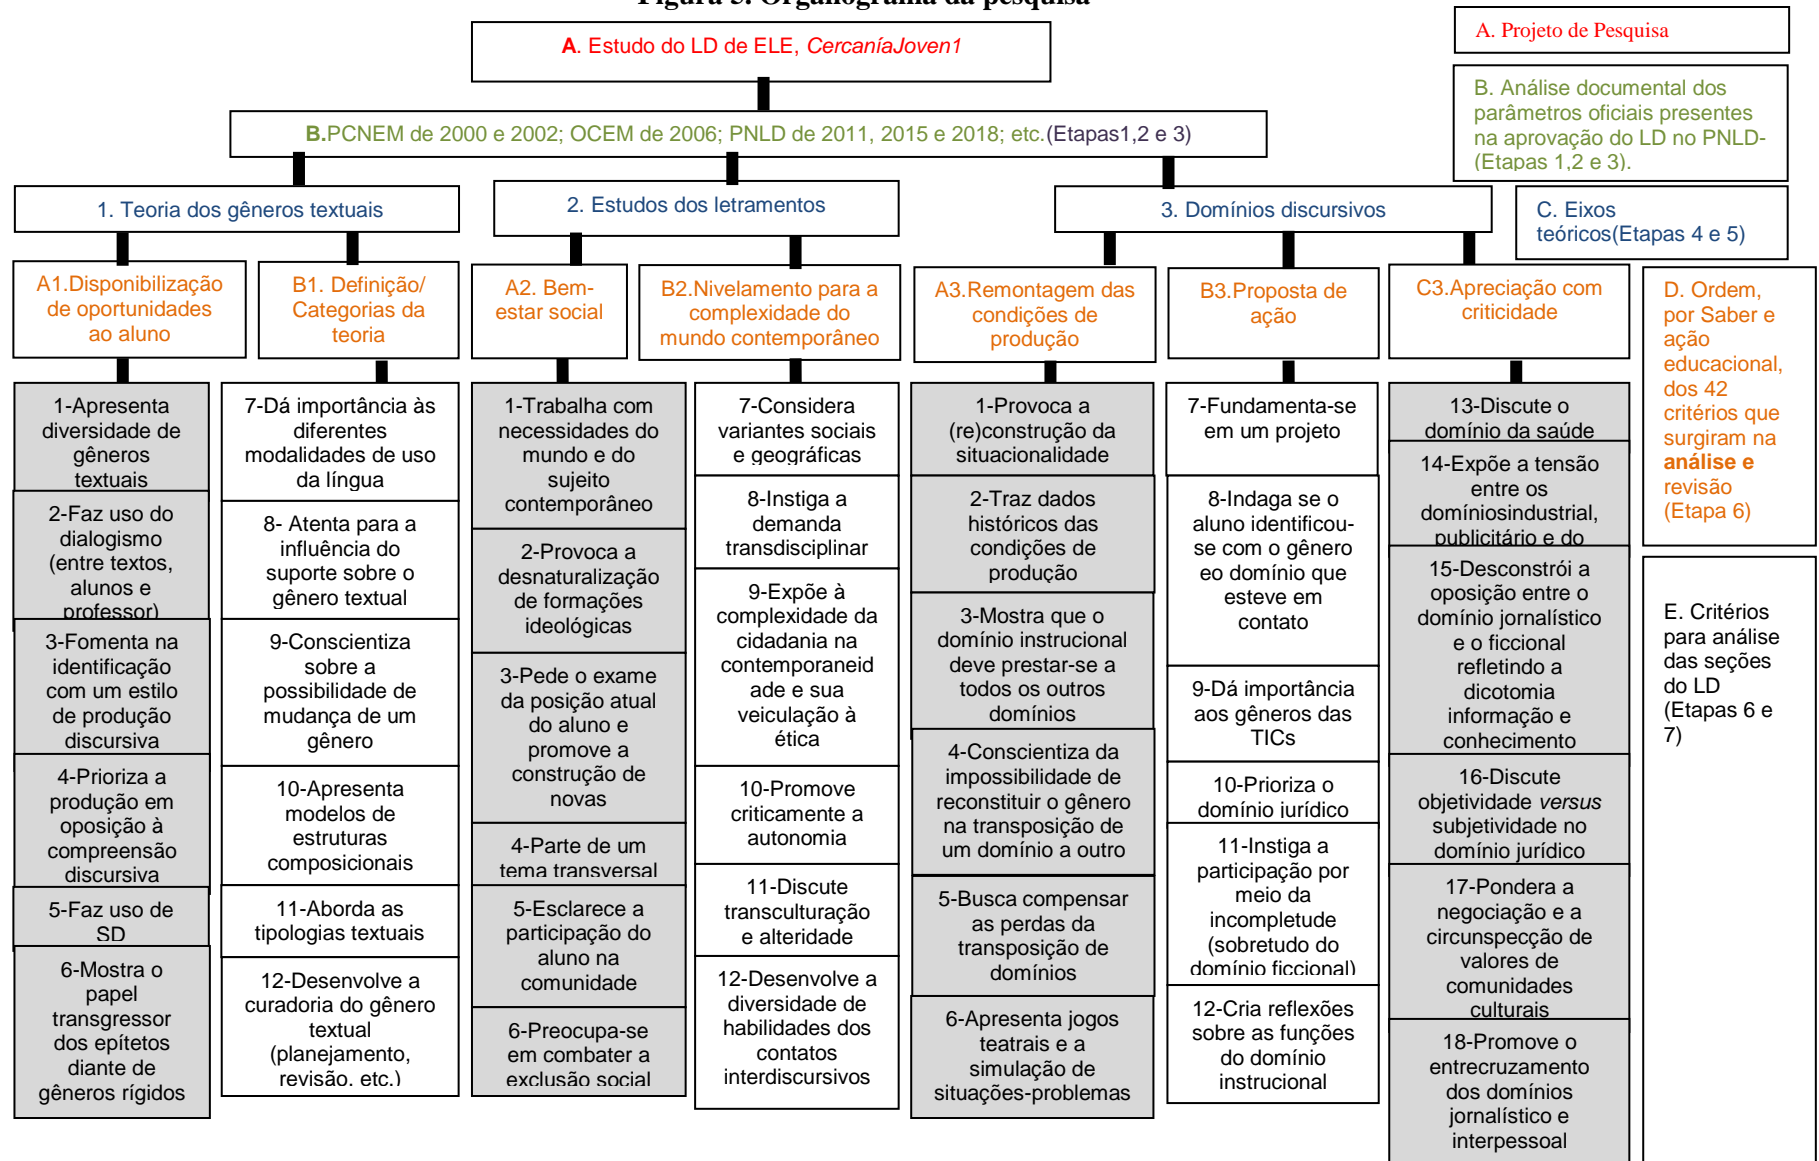 Figura 5. Organograma da pesquisa
A. Estudo do LD de ELE, CercaníaJoven1
A. Projeto de Pesquisa
B.PCNEM de 2000 e 2002; OCEM de 2006; PNLD de 2011, 2015 e 2018; etc.(Etapas1,2 e 3)
B. Análise documental dos
parâmetros oficiais presentes
na aprovação do LD no PNLD-
(Etapas 1,2 e 3).
1. Teoria dos gêneros textuais
2. Estudos dos letramentos
3. Domínios discursivos
C. Eixos
teóricos(Etapas 4 e 5)
A1.Disponibilização
de oportunidades
ao aluno
B1. Definição/
Categorias da
teoria
A2. Bem-
estar social
B2.Nivelamento para a
complexidade do
mundo contemporâneo
A3.Remontagem das
condições de
produção
B3.Proposta de
ação
C3.Apreciação com
criticidade
D. Ordem,
por Saber e
ação
educacional,
dos 42
critérios que
surgiram na
análise e
revisão
(Etapa 6)
1-Apresenta
diversidade de
gêneros
textuais
2-Faz uso do
dialogismo
(entre textos,
alunos e
professor)
3-Fomenta na
identificação
com um estilo
de produção
discursiva
4-Prioriza a
produção em
oposição à
compreensão
discursiva
5-Faz uso de
SD
6-Mostra o
papel
transgressor
dos epítetos
diante de
gêneros rígidos
7-Dá importância às
diferentes
modalidades de uso
da língua
8- Atenta para a
influência do
suporte sobre o
gênero textual
9-Conscientiza
sobre a
possibilidade de
mudança de um
gênero
10-Apresenta
modelos de
estruturas
composicionais
11-Aborda as
tipologias textuais
12-Desenvolve a
curadoria do gênero
textual
(planejamento,
revisão. etc.)
1-Trabalha com
necessidades do
mundo e do
sujeito
contemporâneo
2-Provoca a
desnaturalização
de formações
ideológicas
3-Pede o exame
da posição atual
do aluno e
promove a
construção de
novas
4-Parte de um
tema transversal
5-Esclarece a
participação do
aluno na
comunidade
6-Preocupa-se
em combater a
exclusão social
7-Considera
variantes sociais
e geográficas
8-Instiga a
demanda
transdisciplinar
9-Expõe à
complexidade da
cidadania na
contemporaneid
ade e sua
veiculação à
ética
10-Promove
criticamente a
autonomia
11-Discute
transculturação
e alteridade
12-Desenvolve a
diversidade de
habilidades dos
contatos
interdiscursivos
1-Provoca a
(re)construção da
situacionalidade
2-Traz dados
históricos das
condições de
produção
3-Mostra que o
domínio instrucional
deve prestar-se a
todos os outros
domínios
4-Conscientiza da
impossibilidade de
reconstituir o gênero
na transposição de
um domínio a outro
5-Busca compensar
as perdas da
transposição de
domínios
6-Apresenta jogos
teatrais e a
simulação de
situações-problemas
7-Fundamenta-se
em um projeto
8-Indaga se o
aluno identificou-
se com o gênero
eo domínio que
esteve em
contato
9-Dá importância
aos gêneros das
TICs
10-Prioriza o
domínio jurídico
11-Instiga a
participação por
meio da
incompletude
(sobretudo do
domínio ficcional)
12-Cria reflexões
sobre as funções
do domínio
instrucional
13-Discute o
domínio da saúde
14-Expõe a tensão
entre os
domíniosindustrial,
publicitário e do
15-Desconstrói a
oposição entre o
domínio jornalístico
e o ficcional
refletindo a
dicotomia
informação e
conhecimento
16-Discute
objetividade versus
subjetividade no
domínio jurídico
17-Pondera a
negociação e a
circunspecção de
valores de
comunidades
culturais
18-Promove o
entrecruzamento
dos domínios
jornalístico e
interpessoal
E. Critérios
para análise
das seções
do LD
(Etapas 6 e
7)